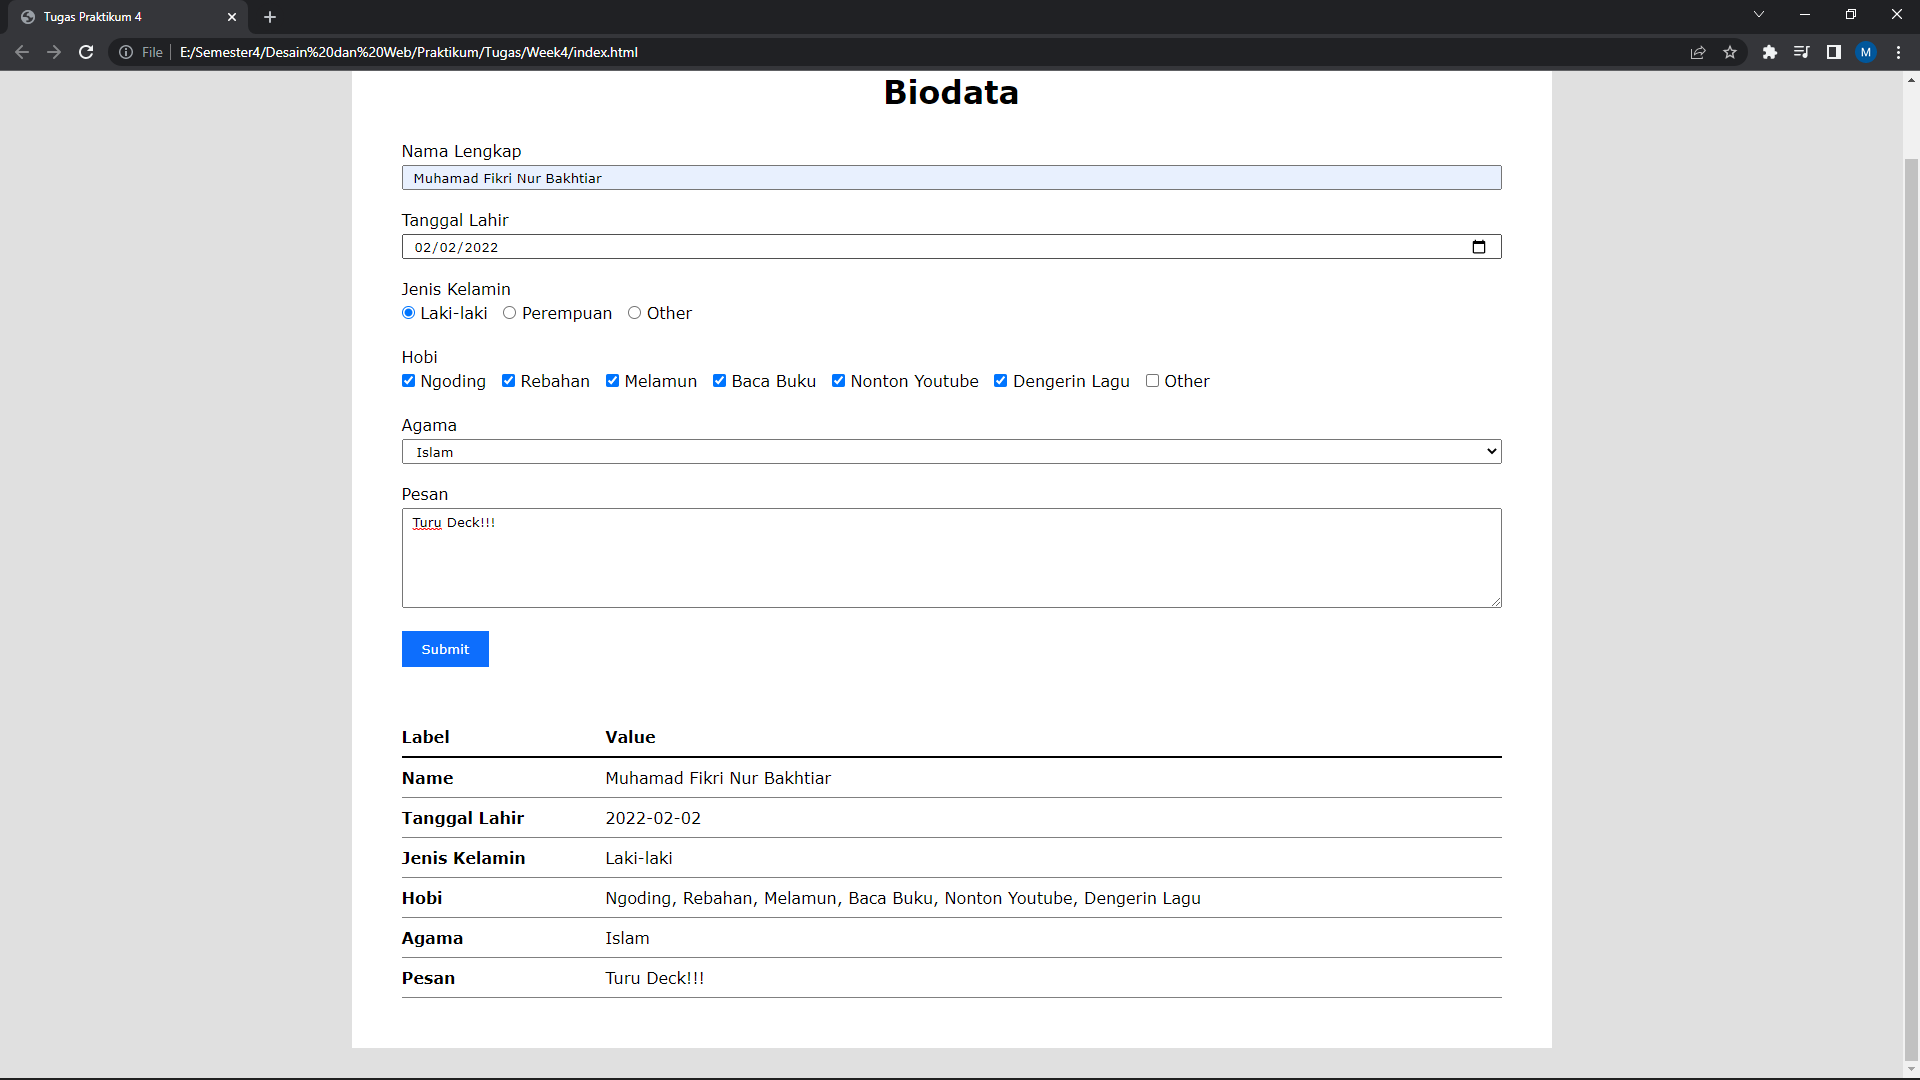 Tugas Praktikum 4
File E:/Semester4/Desain%20dan%20Web/Praktikum/Tugas/Week4/index.html
M
Biodata
Nama Lengkap
Muhamad Fikri Nur Bakhtiar
Tanggal Lahir
02/02/2022
Jenis Kelamin
Laki-laki Perempuan Other
Hobi
Ngoding Rebahan Melamun Baca Buku Nonton Youtube Dengerin Lagu Other
Agama
Islam
Pesan
Turu Deck!!!
Submit
Label Value
Name Muhamad Fikri Nur Bakhtiar
Tanggal Lahir 2022-02-02
Jenis Kelamin Laki-laki
Hobi Ngoding, Rebahan, Melamun, Baca Buku, Nonton Youtube, Dengerin Lagu
Agama Islam
Pesan Turu Deck!!!